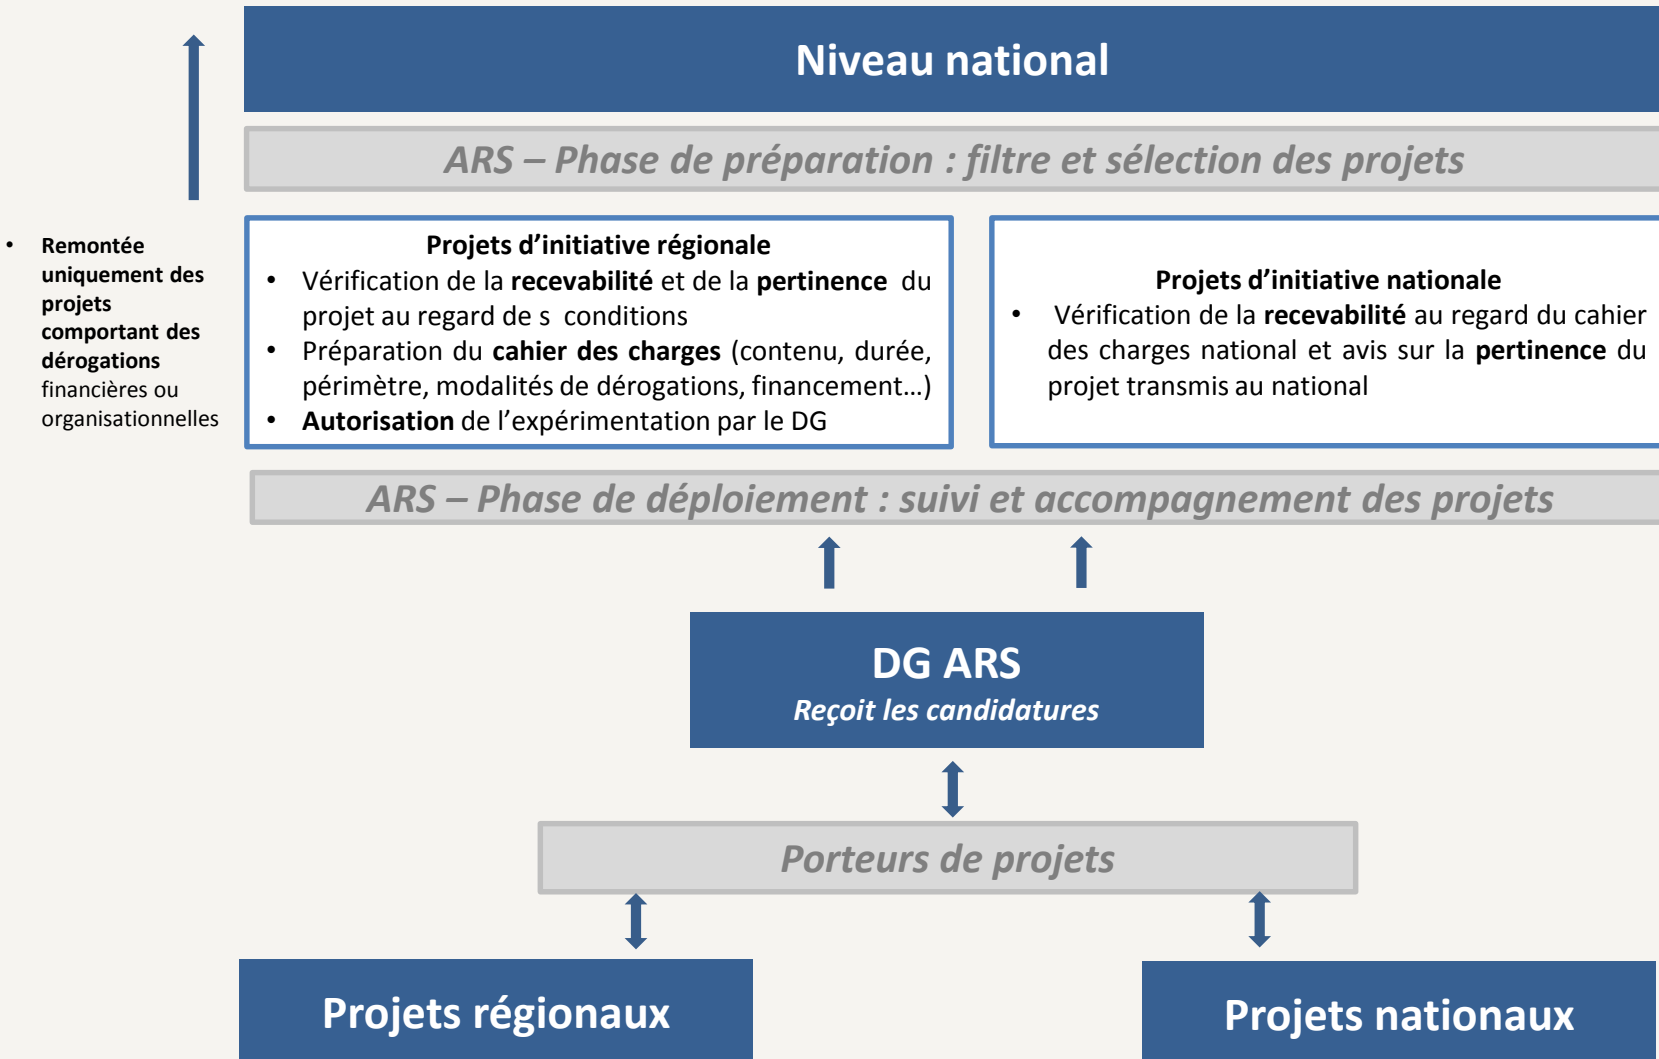 Niveau national
ARS – Phase de préparation : filtre et sélection des projets
• Remontée
uniquement des
projets
comportant des
dérogations
financières ou
organisationnelles
Projets d’initiative régionale
• Vérification de la recevabilité et de la pertinence du
projet au regard de s conditions
• Préparation du cahier des charges (contenu, durée,
périmètre, modalités de dérogations, financement…)
• Autorisation de l’expérimentation par le DG
Projets d’initiative nationale
• Vérification de la recevabilité au regard du cahier
des charges national et avis sur la pertinence du
projet transmis au national
ARS – Phase de déploiement : suivi et accompagnement des projets
DG ARS
Reçoit les candidatures
Porteurs de projets
Projets régionaux
Projets nationaux